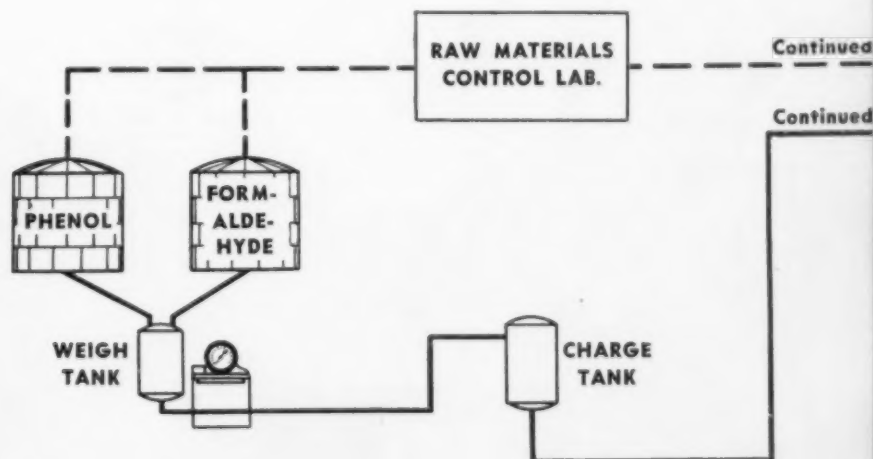 RAW MATERIALS
CONTROL LAB.
Continued
Continued
PHENOL
FORM-
ALDE-
HYDE
WEIGH
TANK
CHARGE
TANK